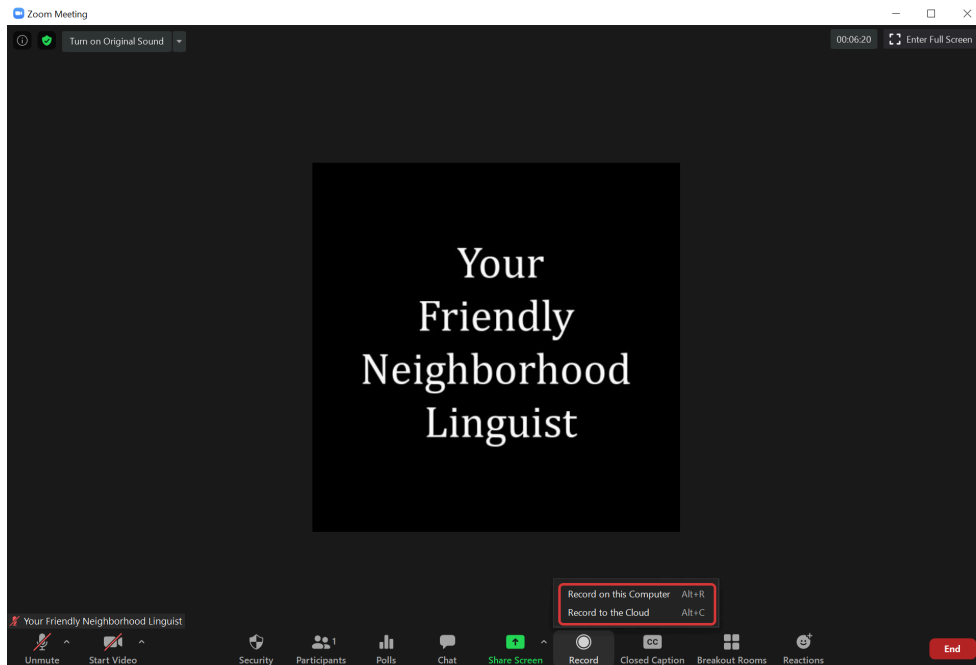 Zoom Meeting
Turn on Original Sound
00:06:20
Enter Full Screen
Your
Friendly
Neighborhood
Linguist
Record on this Computer Alt+R
Record to the Cloud Alt+C
Your Friendly Neighborhood Linguist
1
CC
Unmute
Start Video
Security
Participants
Polls
Chat
Share Screen
Record
Closed Caption
Breakout Rooms
Reactions
End